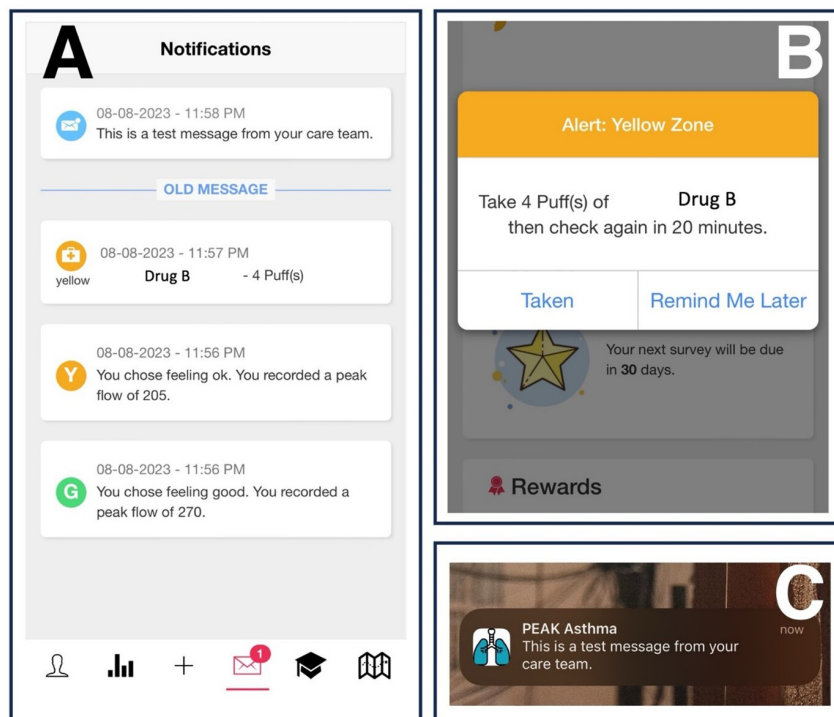 A
Notifications
08-08-2023 - 11:58 PM
This is a test message from your care team.
OLD MESSAGE
08-08-2023 - 11:57 PM
yellow
Drug B - 4 Puff(s)
08-08-2023 - 11:56 PM
Y
You chose feeling ok. You recorded a peak
flow of 205.
08-08-2023 - 11:56 PM
G
You chose feeling good. You recorded a
peak flow of 270.
1
B
Alert: Yellow Zone
Take 4 Puff(s) of Drug B
then check again in 20 minutes.
Taken
Remind Me Later
Your next survey will be due
in 30 days.
Rewards
C
PEAK Asthma
now
This is a test message from your
care team.